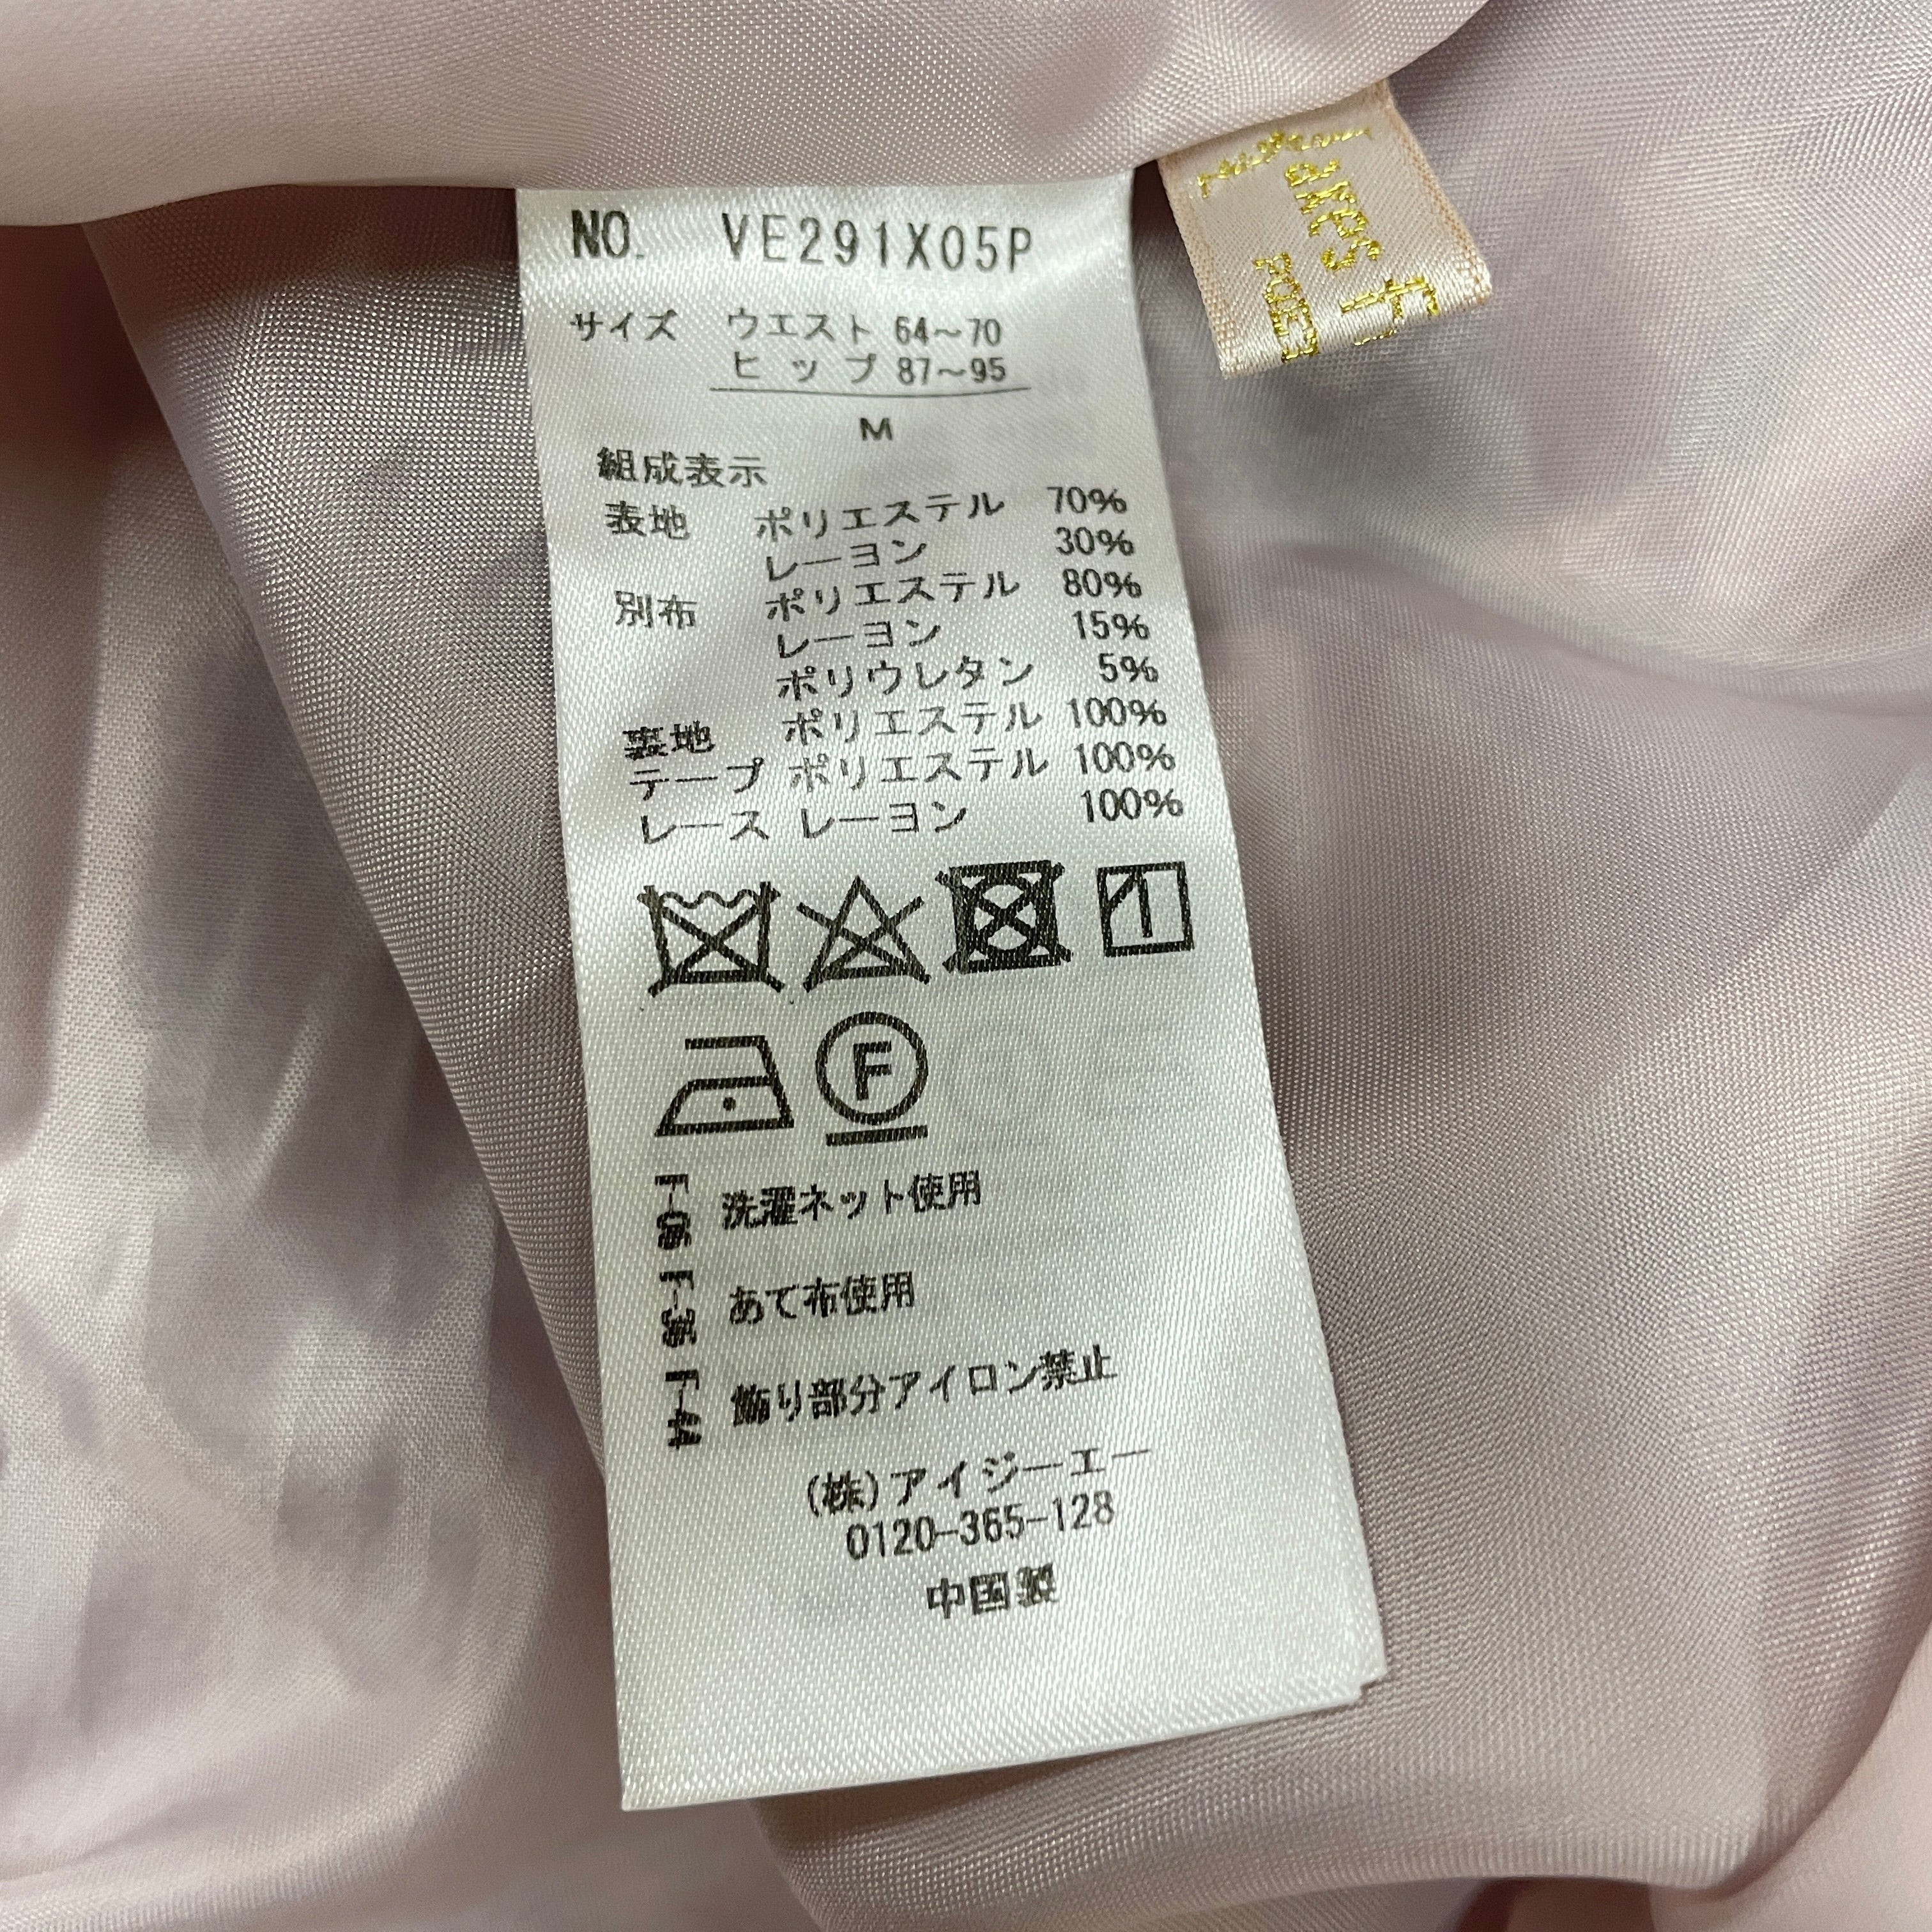 NO. VE291X05P
サイズ ウエスト 64～70
ヒップ 87～95
M
組成表示
表地 ポリエステル 70%
レーヨン 30%
別布 ポリエステル 80%
レーヨン 15%
ポリウレタン 5%
裏地 ポリエステル 100%
テープ ポリエステル 100%
レース レーヨン 100%
F
F-06 洗濯ネット使用
F-36 あて布使用
F-44 飾り部分アイロン禁止
(株)アイジーエー
0120-365-128
中国製